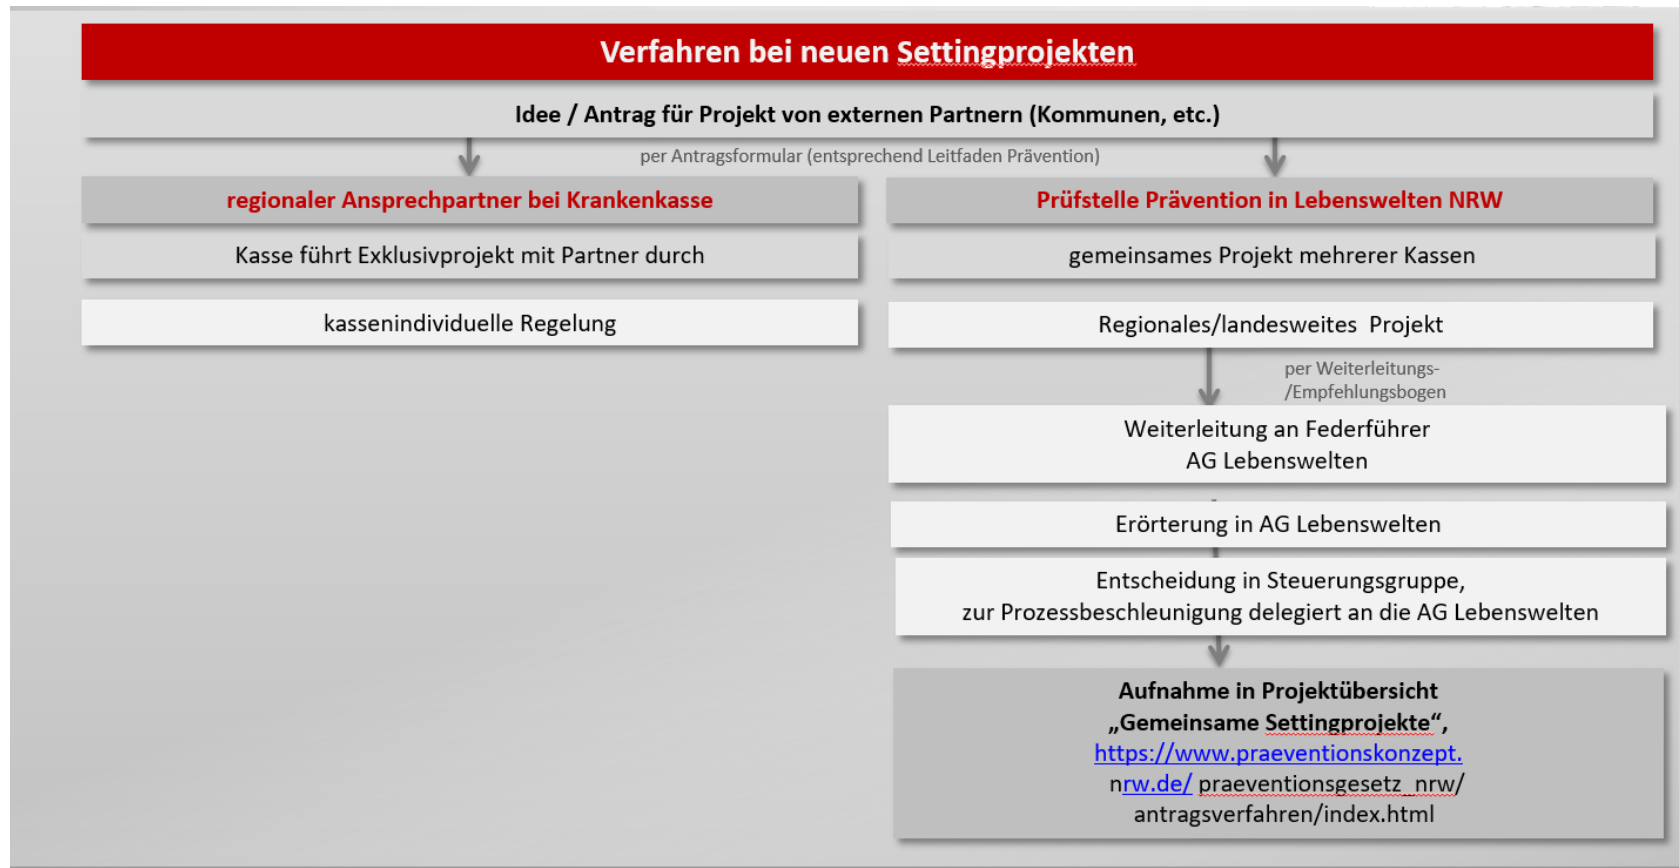 Verfahren bei neuen Settingprojekten
Idee / Antrag für Projekt von externen Partnern (Kommunen, etc.)
per Antragsformular (entsprechend Leitfaden Prävention)
regionaler Ansprechpartner bei Krankenkasse
Kasse führt Exklusivprojekt mit Partner durch
kassenindividuelle Regelung
Prüfstelle Prävention in Lebenswelten NRW
gemeinsames Projekt mehrerer Kassen
Regionales/landesweites Projekt
per Weiterleitungs-
/Empfehlungsbogen
Weiterleitung an Federführer
AG Lebenswelten
Erörterung in AG Lebenswelten
Entscheidung in Steuerungsgruppe,
zur Prozessbeschleunigung delegiert an die AG Lebenswelten
Aufnahme in Projektübersicht
„Gemeinsame Settingprojekte“,
https://www.praeventionskonzept.
nrw.de/ praeventionsgesetz_nrw/
antragsverfahren/index.html